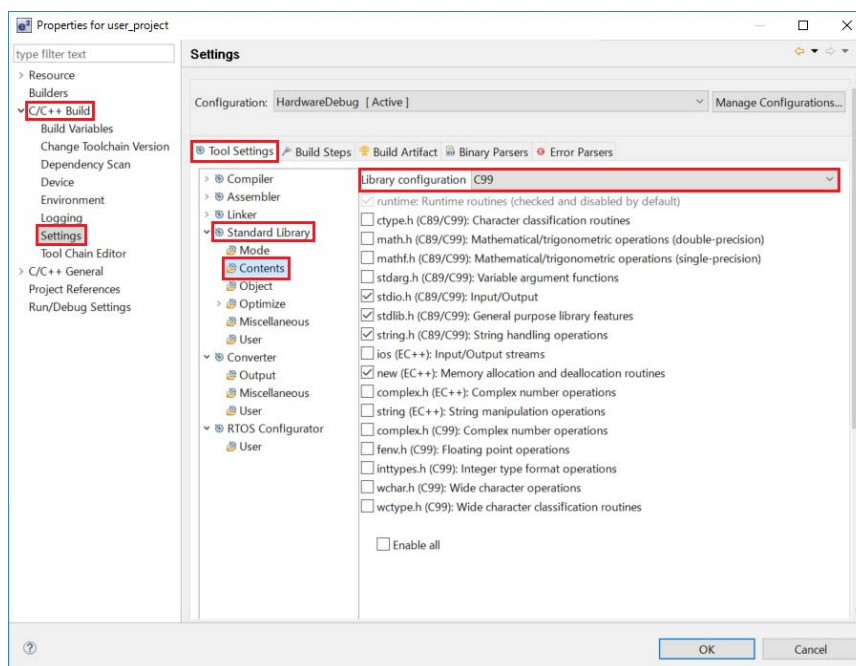 e² Properties for user_project
type filter text
Resource
Builders
C/C++ Build
Build Variables
Change Toolchain Version
Dependency Scan
Device
Environment
Logging
Settings
Tool Chain Editor
C/C++ General
Project References
Run/Debug Settings
Settings
Configuration: HardwareDebug [ Active ] Manage Configurations...
Tool Settings Build Steps Build Artifact Binary Parsers Error Parsers
Compiler
Assembler
Linker
Standard Library
Mode
Contents
Object
Optimize
Miscellaneous
User
Converter
Output
Miscellaneous
User
RTOS Configurator
User
Library configuration C99
runtime: Runtime routines (checked and disabled by default)
ctype.h (C89/C99): Character classification routines
math.h (C89/C99): Mathematical/trigonometric operations (double-precision)
mathf.h (C89/C99): Mathematical/trigonometric operations (single-precision)
stdarg.h (C89/C99): Variable argument functions
stdio.h (C89/C99): Input/Output
stdlib.h (C89/C99): General purpose library features
string.h (C89/C99): String handling operations
ios (EC++): Input/Output streams
new (EC++): Memory allocation and deallocation routines
complex.h (EC++): Complex number operations
string (EC++): String manipulation operations
complex.h (C99): Complex number operations
fenv.h (C99): Floating point operations
inttypes.h (C99): Integer type format operations
wchar.h (C99): Wide character operations
wctype.h (C99): Wide character classification routines
Enable all
? OK Cancel